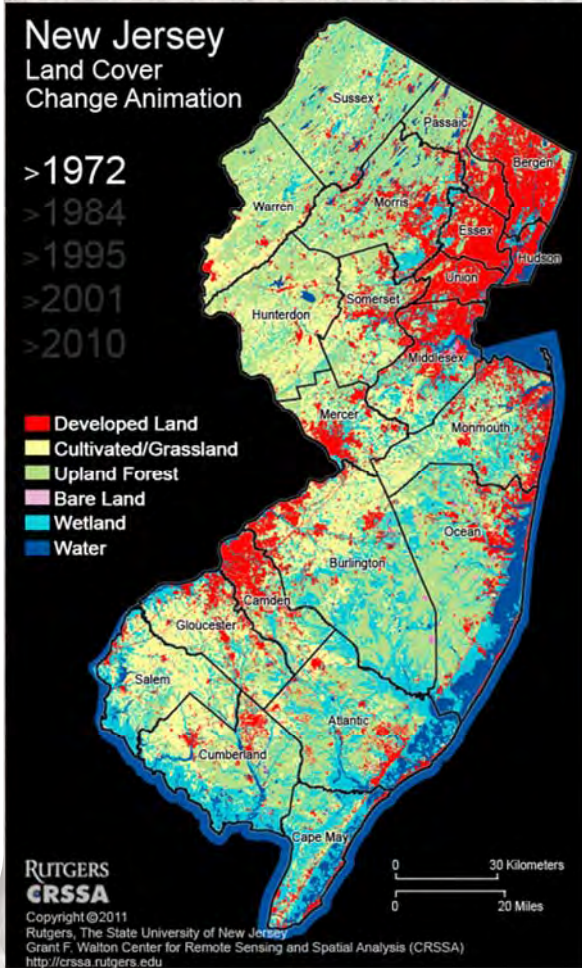 New Jersey
Land Cover
Change Animation
>1972
>1984
>1995
>2001
>2010
Developed Land
Cultivated/Grassland
Upland Forest
Bare Land
Wetland
Water
Sussex
Passaic
Bergen
Warren
Morris
Essex
Hudson
Union
Somerset
Hunterdon
Middlesex
Mercer
Monmouth
Ocean
Burlington
Camden
Gloucester
Salem
Atlantic
Cumberland
Cape May
0 30 Kilometers
0 20 Miles
RUTGERS
CRSSA
Copyright ©2011
Rutgers, The State University of New Jersey
Grant F. Walton Center for Remote Sensing and Spatial Analysis (CRSSA)
http://crssa.rutgers.edu